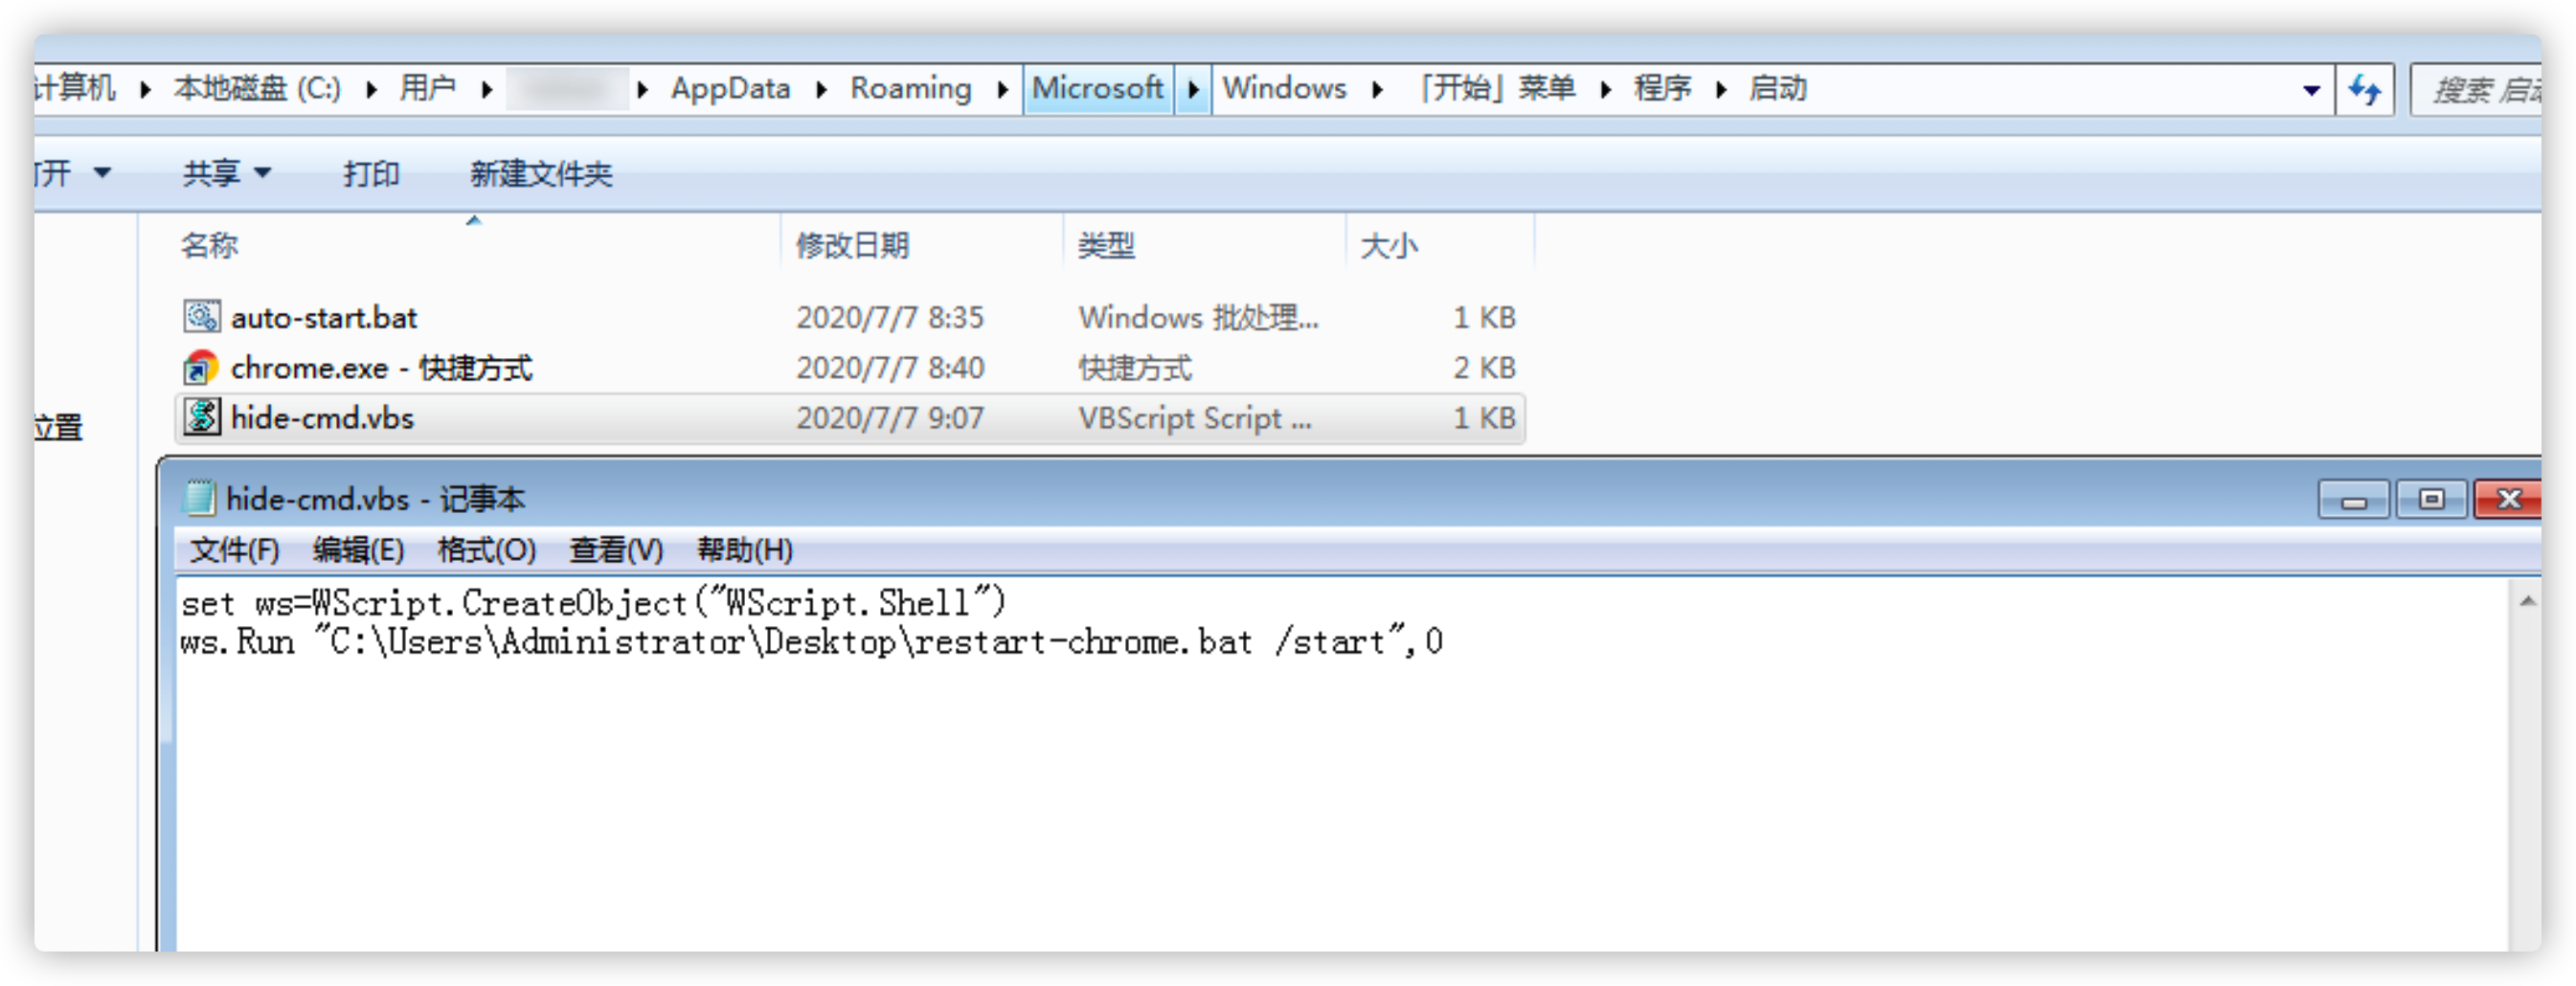 计算机 本地磁盘 (C:) 用户 AppData Roaming Microsoft Windows 「开始」菜单 程序 启动 搜索 启动
打开 共享 打印 新建文件夹
名称 修改日期 类型 大小
auto-start.bat 2020/7/7 8:35 Windows 批处理... 1 KB
chrome.exe - 快捷方式 2020/7/7 8:40 快捷方式 2 KB
位置 hide-cmd.vbs 2020/7/7 9:07 VBScript Script ... 1 KB
hide-cmd.vbs - 记事本
文件(F) 编辑(E) 格式(O) 查看(V) 帮助(H)
set ws=WScript.CreateObject("WScript.Shell")
ws.Run "C:\Users\Administrator\Desktop\restart-chrome.bat /start",0